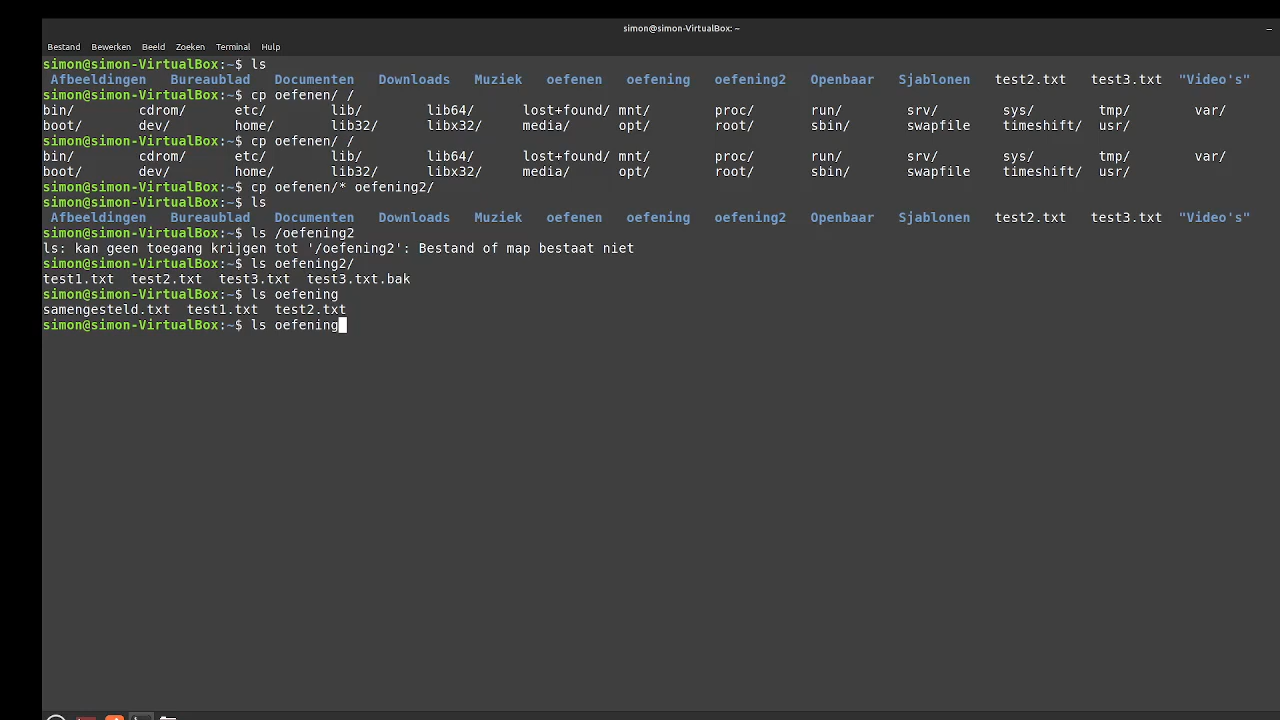 simon@simon-VirtualBox: ~
Bestand Bewerken Beeld Zoeken Terminal Hulp
simon@simon-VirtualBox:~$ ls
Afbeeldingen Bureaublad Documenten Downloads Muziek oefenen oefening oefening2 Openbaar Sjablonen test2.txt test3.txt "Video's"
simon@simon-VirtualBox:~$ cp oefenen/ /
bin/ cdrom/ etc/ lib/ lib64/ lost+found/ mnt/ proc/ run/ srv/ sys/ tmp/ var/
boot/ dev/ home/ lib32/ libx32/ media/ opt/ root/ sbin/ swapfile timeshift/ usr/
simon@simon-VirtualBox:~$ cp oefenen/ /
bin/ cdrom/ etc/ lib/ lib64/ lost+found/ mnt/ proc/ run/ srv/ sys/ tmp/ var/
boot/ dev/ home/ lib32/ libx32/ media/ opt/ root/ sbin/ swapfile timeshift/ usr/
simon@simon-VirtualBox:~$ cp oefenen/* oefening2/
simon@simon-VirtualBox:~$ ls
Afbeeldingen Bureaublad Documenten Downloads Muziek oefenen oefening oefening2 Openbaar Sjablonen test2.txt test3.txt "Video's"
simon@simon-VirtualBox:~$ ls /oefening2
ls: kan geen toegang krijgen tot '/oefening2': Bestand of map bestaat niet
simon@simon-VirtualBox:~$ ls oefening2/
test1.txt test2.txt test3.txt test3.txt.bak
simon@simon-VirtualBox:~$ ls oefening
samengesteld.txt test1.txt test2.txt
simon@simon-VirtualBox:~$ ls oefening